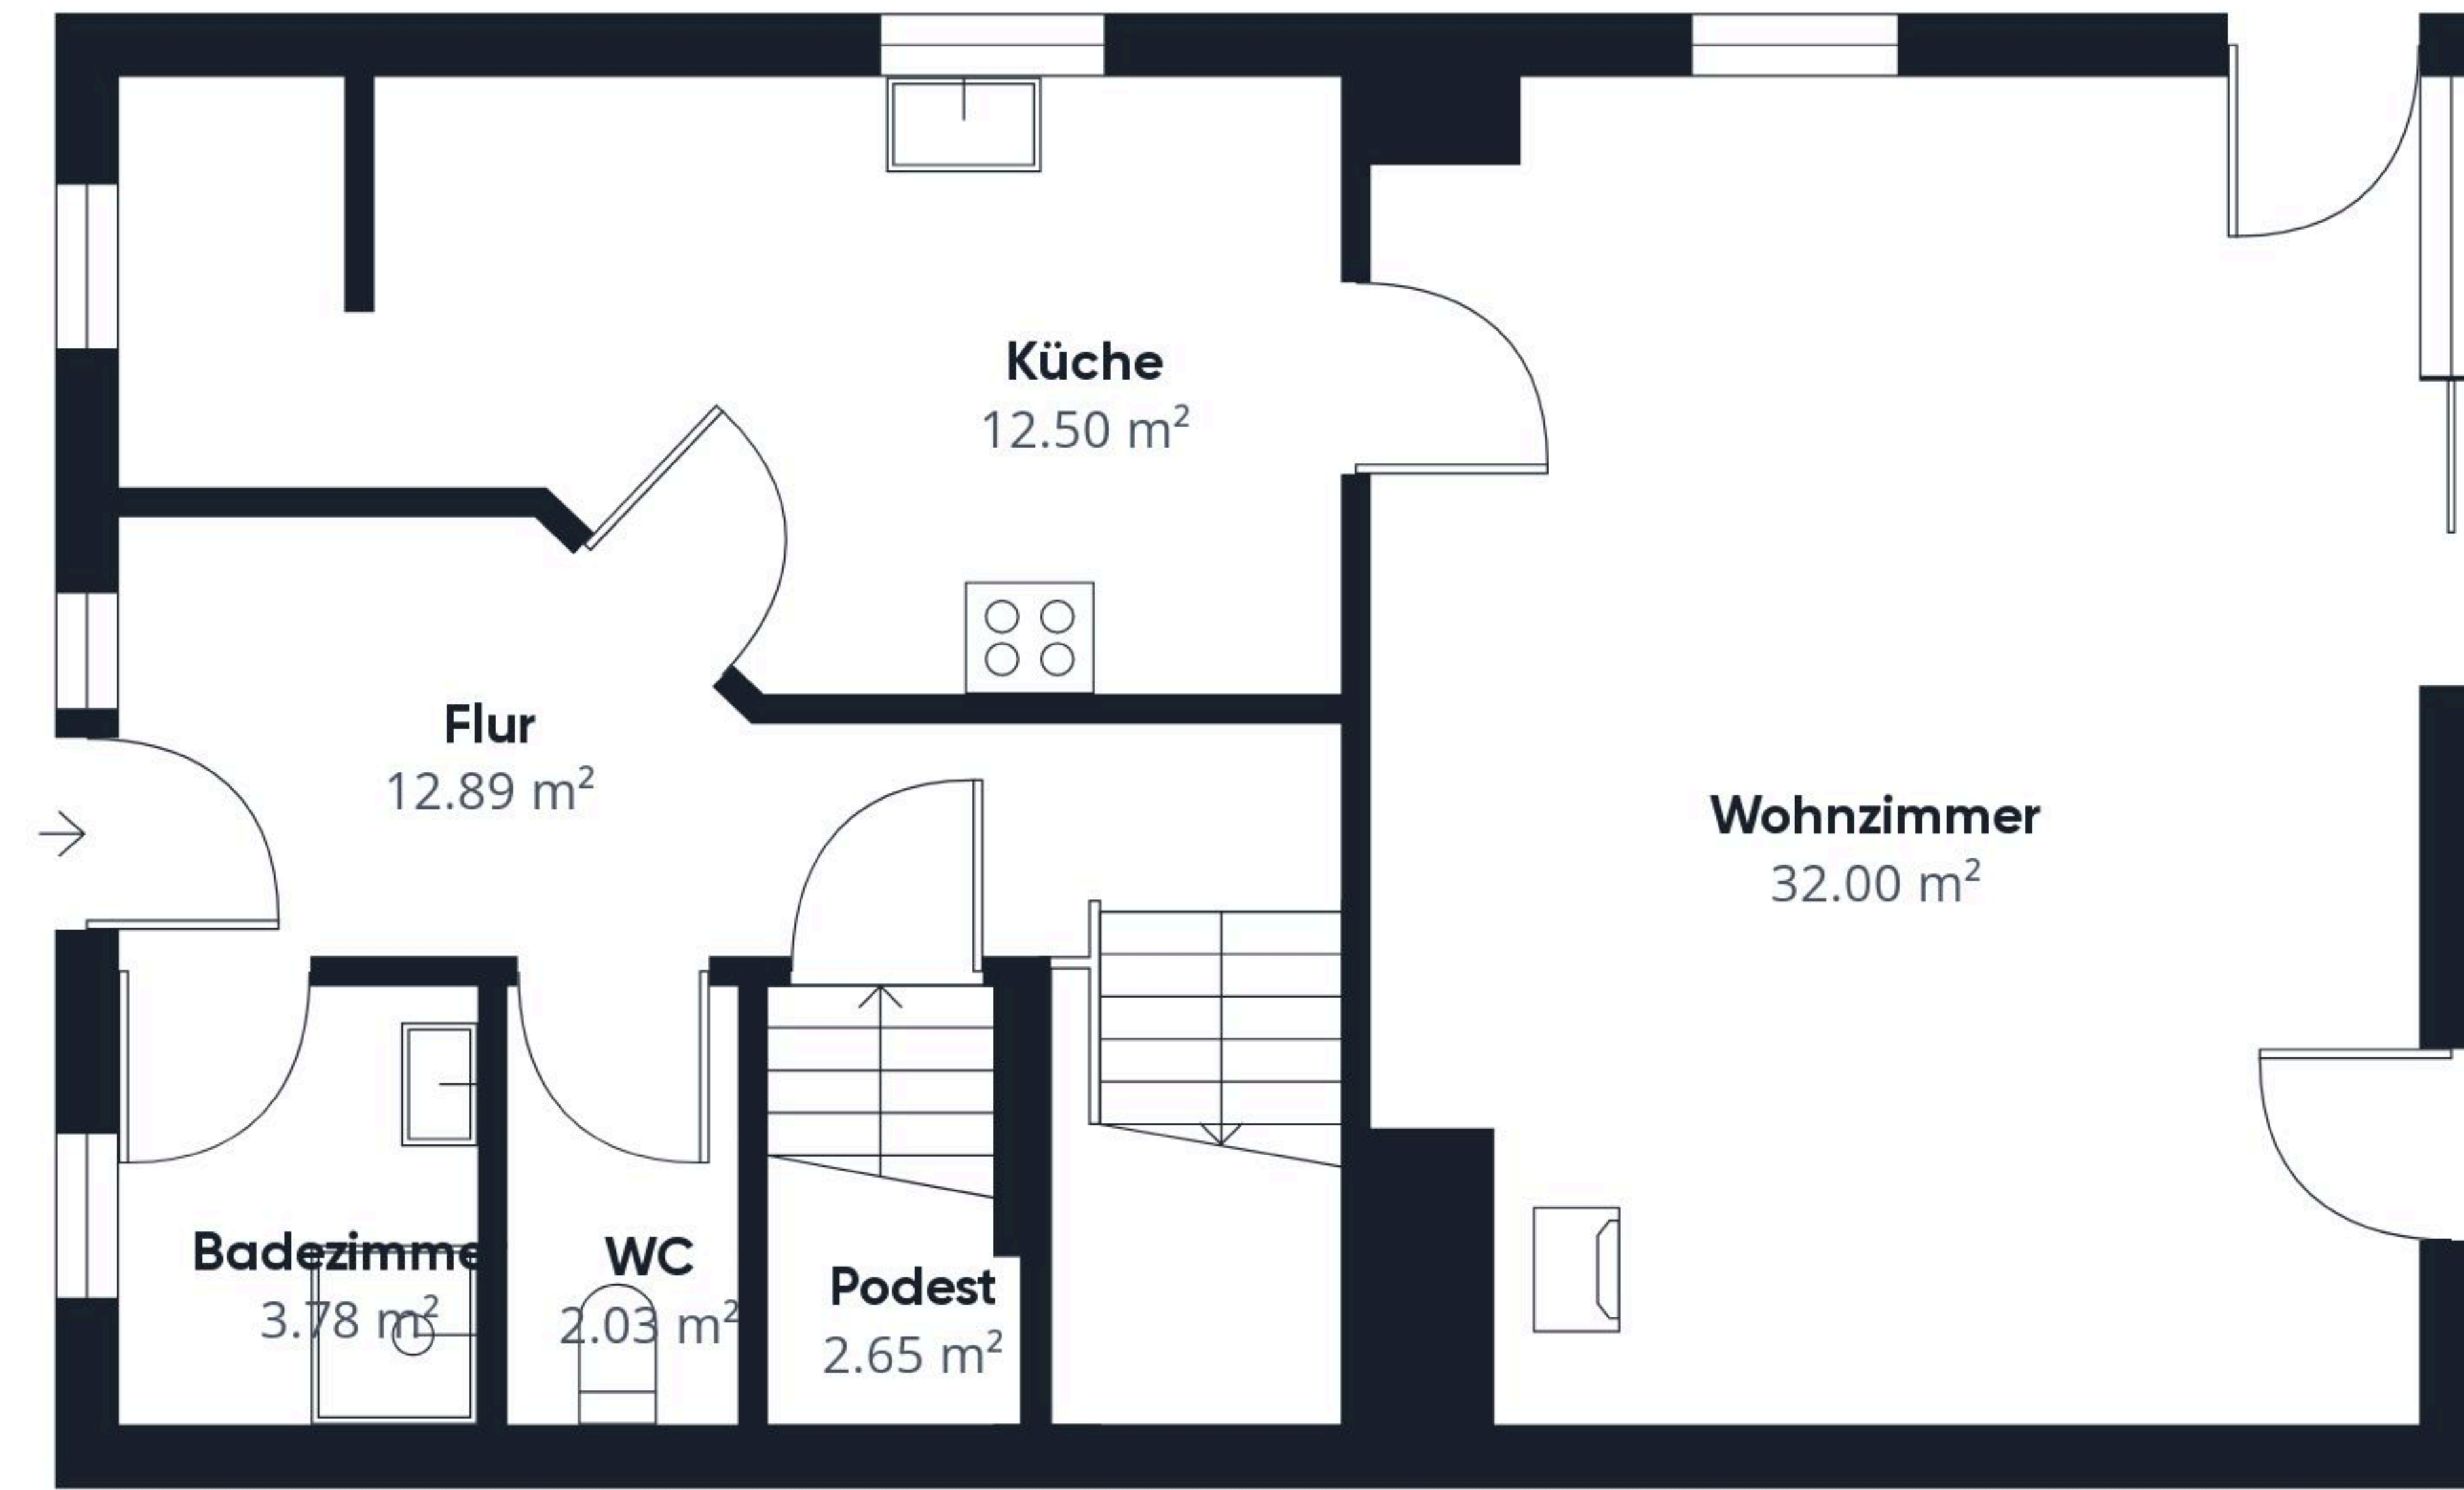 Küche
12.50 m²
Flur
12.89 m²
Wohnzimmer
32.00 m²
Badezimme
3.78 m²
WC
2.03 m²
Podest
2.65 m²